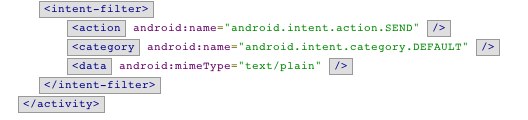 <intent-filter>
<action android:name="android.intent.action.SEND" />
<category android:name="android.intent.category.DEFAULT" />
<data android:mimeType="text/plain" />
</intent-filter>
</activity>